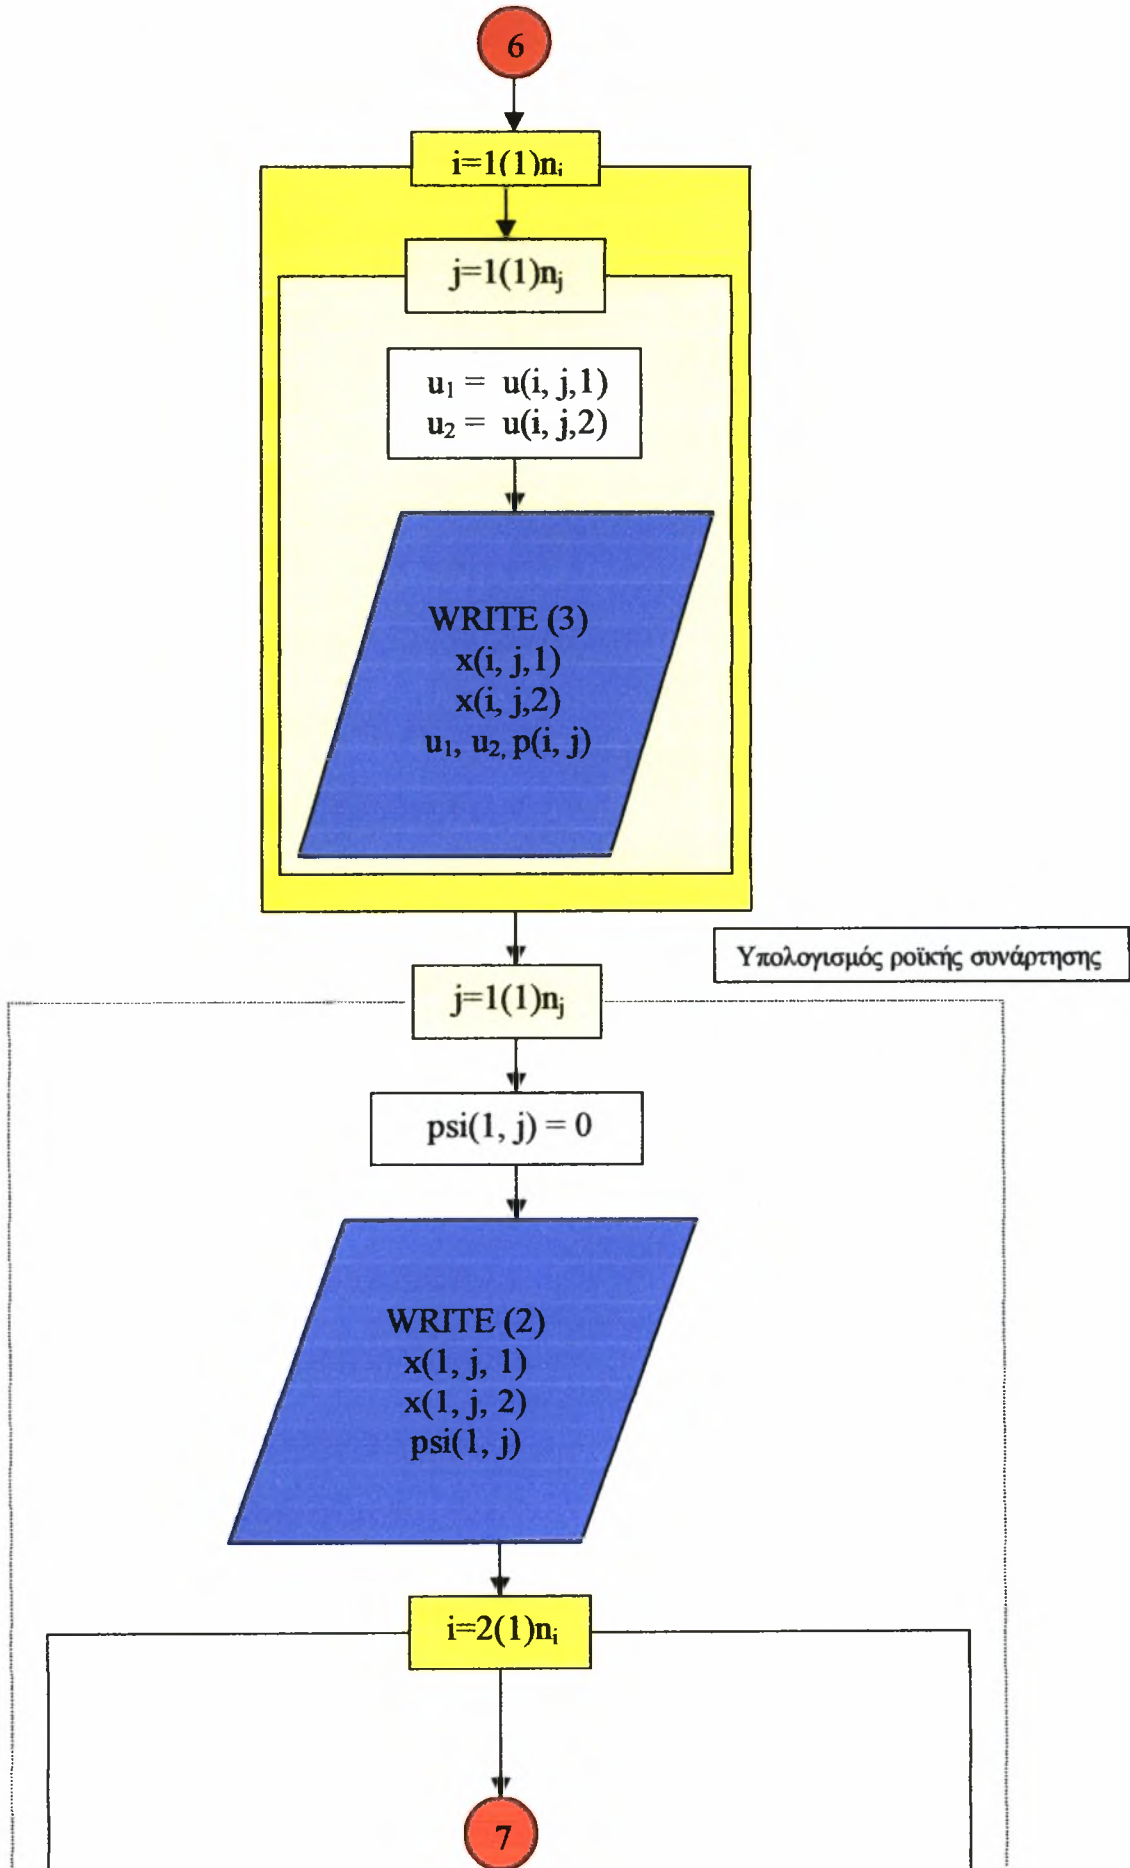 6
i=1(1)nᵢ
j=1(1)nⱼ
u₁ = u(i, j,1)
u₂ = u(i, j,2)
WRITE (3)
x(i, j,1)
x(i, j,2)
u₁, u₂, p(i, j)
Υπολογισμός ροϊκής συνάρτησης
j=1(1)nⱼ
psi(1, j) = 0
WRITE (2)
x(1, j, 1)
x(1, j, 2)
psi(1, j)
i=2(1)nᵢ
7